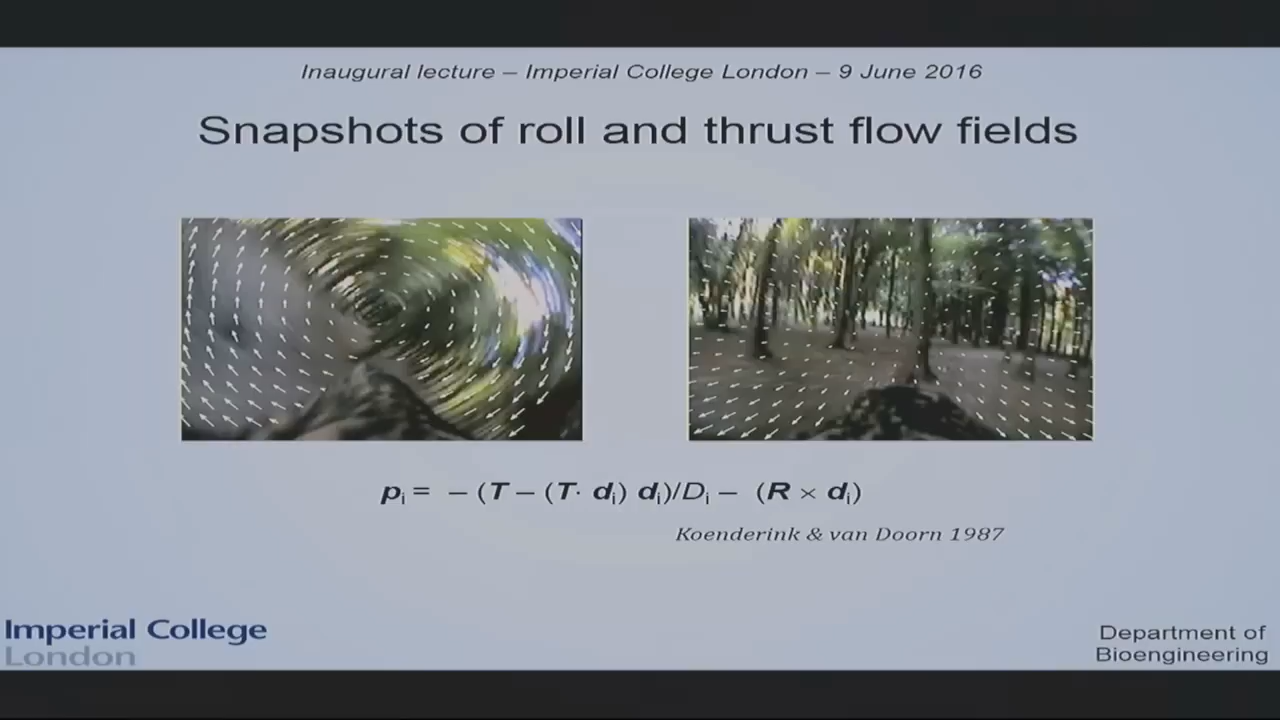 Inaugural lecture – Imperial College London – 9 June 2016
Snapshots of roll and thrust flow fields
pᵢ = – (T – (T· dᵢ) dᵢ)/Dᵢ – (R × dᵢ)
Koenderink & van Doorn 1987
Imperial College
London
Department of
Bioengineering